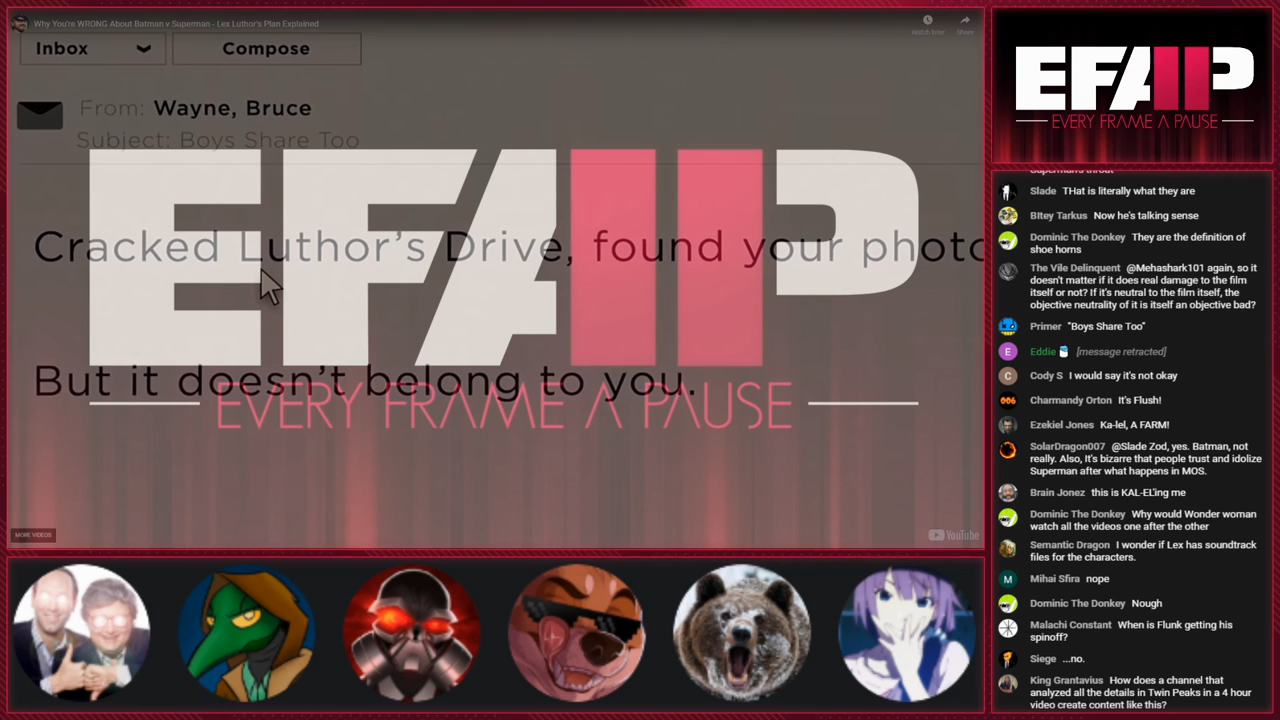 Why You're WRONG About Batman v Superman - Lex Luthor's Plan Explained
Watch later
Share
Inbox
Compose
From: Wayne, Bruce
Subject: Boys Share Too
EFAP
Cracked Luthor's Drive, found your photo
But it doesn't belong to you.
EVERY FRAME A PAUSE
MORE VIDEOS
YouTube
EFAP
EVERY FRAME A PAUSE
Superman's throat
Slade THat is literally what they are
BItey Tarkus Now he's talking sense
Dominic The Donkey They are the definition of
shoe horns
The Vile Delinquent @Mehashark101 again, so it
doesn't matter if it does real damage to the film
itself or not? If it's neutral to the film itself, the
objective neutrality of it is itself an objective bad?
Primer "Boys Share Too"
E
Eddie [message retracted]
C
Cody S I would say it's not okay
Charmandy Orton It's Flush!
Ezekiel Jones Ka-lel, A FARM!
SolarDragon007 @Slade Zod, yes. Batman, not
really. Also, It's bizarre that people trust and idolize
Superman after what happens in MOS.
Brain Jonez this is KAL-EL'ing me
Dominic The Donkey Why would Wonder woman
watch all the videos one after the other
Semantic Dragon I wonder if Lex has soundtrack
files for the characters.
M
Mihai Sfira nope
Dominic The Donkey Nough
Malachi Constant When is Flunk getting his
spinoff?
Siege ...no.
King Grantavius How does a channel that
analyzed all the details in Twin Peaks in a 4 hour
video create content like this?